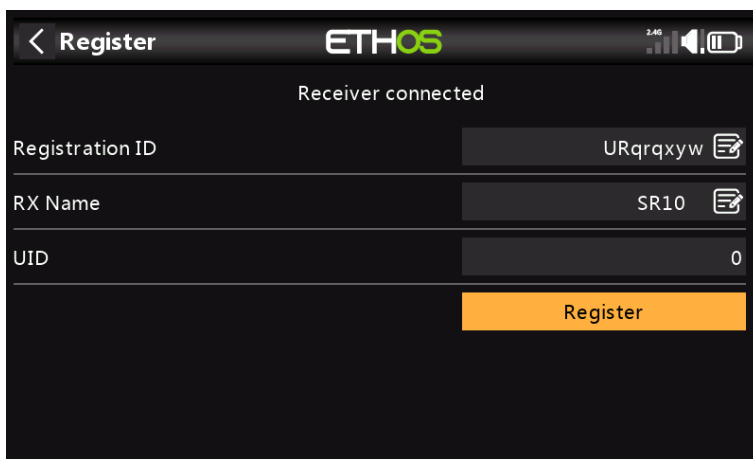 Register ETHOS 2.4G
Receiver connected
Registration ID URqrqxyw
RX Name SR10
UID 0
Register